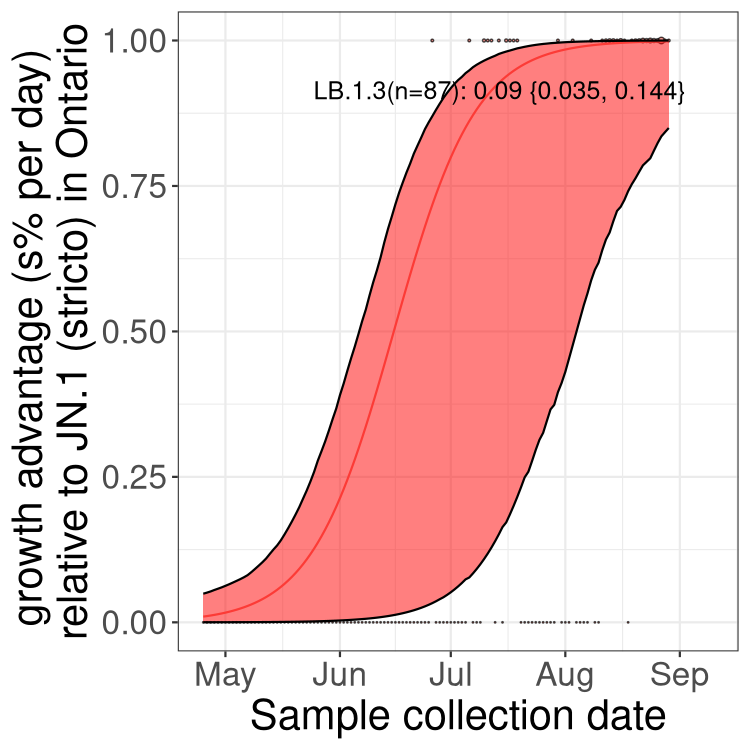 growth advantage (s% per day)
relative to JN.1 (stricto) in Ontario
1.00
0.75
0.50
0.25
0.00
LB.1.3(n=87): 0.09 {0.035, 0.144}
May Jun Jul Aug Sep
Sample collection date